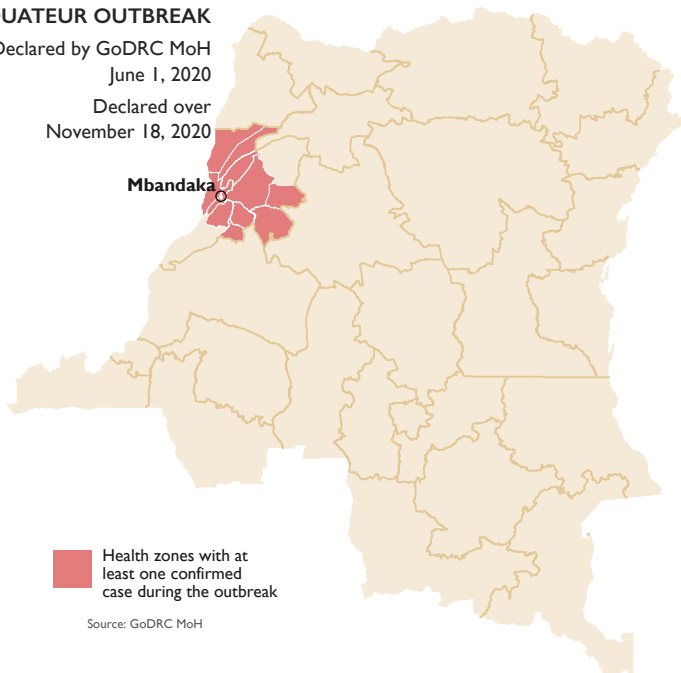 UATEUR OUTBREAK
Declared by GoDRC MoH
June 1, 2020
Declared over
November 18, 2020
Mbandaka
Health zones with at
least one confirmed
case during the outbreak
Source: GoDRC MoH